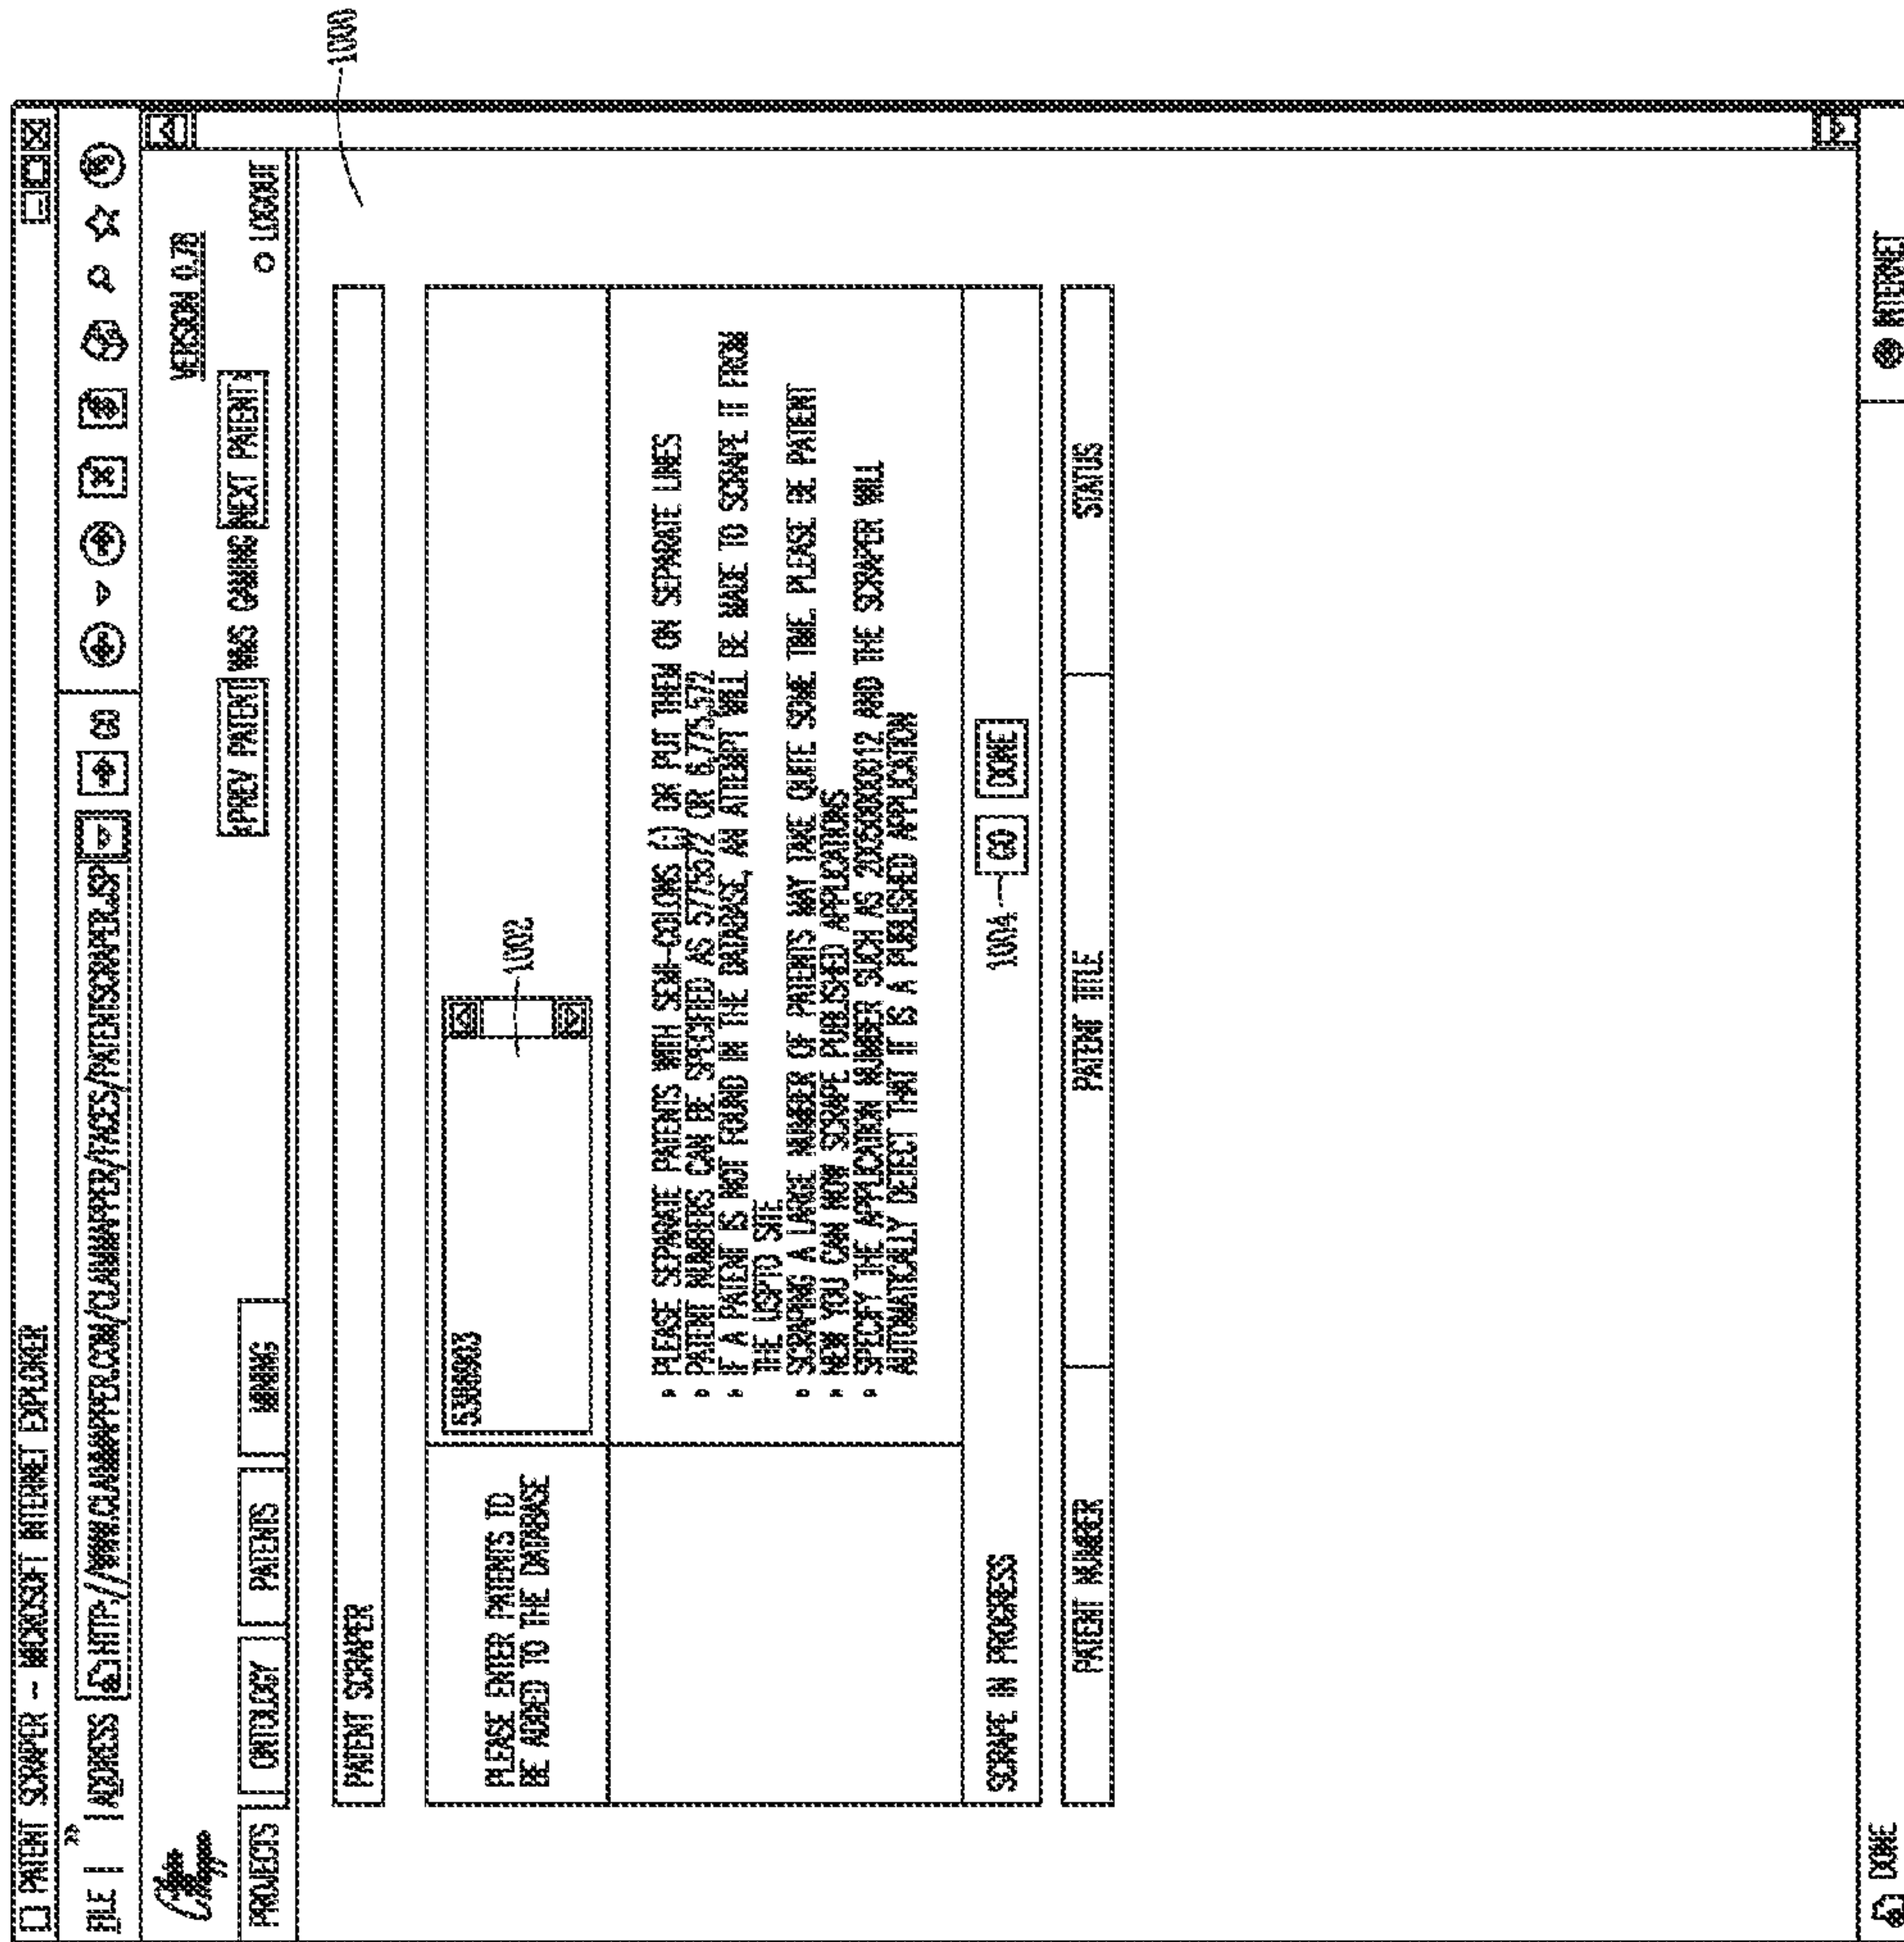 PATENT SCRAPER -- MICROSOFT INTERNET EXPLORER
FILE
»
ADDRESS
HTTP://WWW.CLAIMMAPPER.COM/CLAIMMAPPER/FACES/PATENTSCRAPER.JSP
GO
Claim Mapper
VERSION 0.78
PREV PATENT
WMS GAMING
NEXT PATENT
LOGOUT
PROJECTS
ONTOLOGY
PATENTS
MINING
1000
PATENT SCRAPER
PLEASE ENTER PATENTS TO
BE ADDED TO THE DATABASE
1002
• PLEASE SEPARATE PATENTS WITH SEMI-COLONS (;) OR PUT THEM ON SEPARATE LINES
• PATENT NUMBERS CAN BE SPECIFIED AS 5775572 OR 6,775,572
• IF A PATENT IS NOT FOUND IN THE DATABASE, AN ATTEMPT WILL BE MADE TO SCRAPE IT FROM
THE USPTO SITE
• SCRAPING A LARGE NUMBER OF PATENTS MAY TAKE QUITE SOME TIME. PLEASE BE PATIENT
• NEW YOU CAN NOW SCRAPE PUBLISHED APPLICATIONS
• SPECIFY THE APPLICATION NUMBER SUCH AS 20050000012 AND THE SCRAPER WILL
AUTOMATICALLY DETECT THAT IT IS A PUBLISHED APPLICATION
SCRAPE IN PROGRESS
1004
GO
DONE
PATENT NUMBER
PATENT TITLE
STATUS
DONE
INTERNET